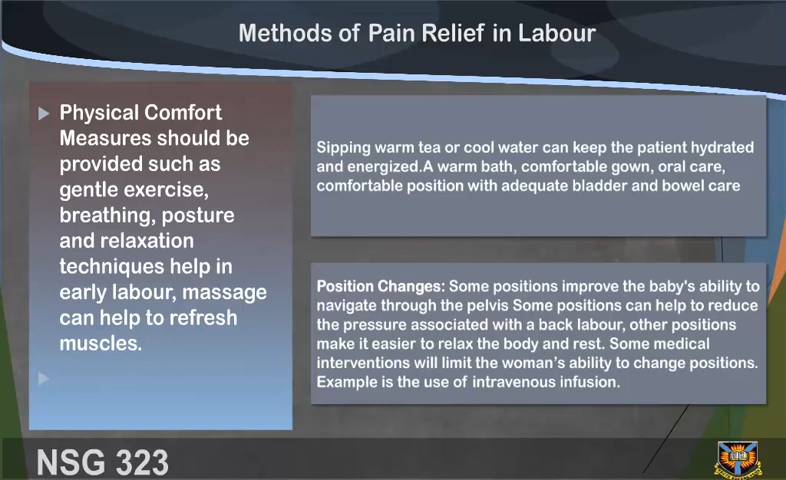 Methods of Pain Relief in Labour
Physical Comfort
Measures should be
provided such as
gentle exercise,
breathing, posture
and relaxation
techniques help in
early labour, massage
can help to refresh
muscles.
Sipping warm tea or cool water can keep the patient hydrated
and energized.A warm bath, comfortable gown, oral care,
comfortable position with adequate bladder and bowel care
Position Changes: Some positions improve the baby's ability to
navigate through the pelvis Some positions can help to reduce
the pressure associated with a back labour, other positions
make it easier to relax the body and rest. Some medical
interventions will limit the woman's ability to change positions.
Example is the use of intravenous infusion.
NSG 323